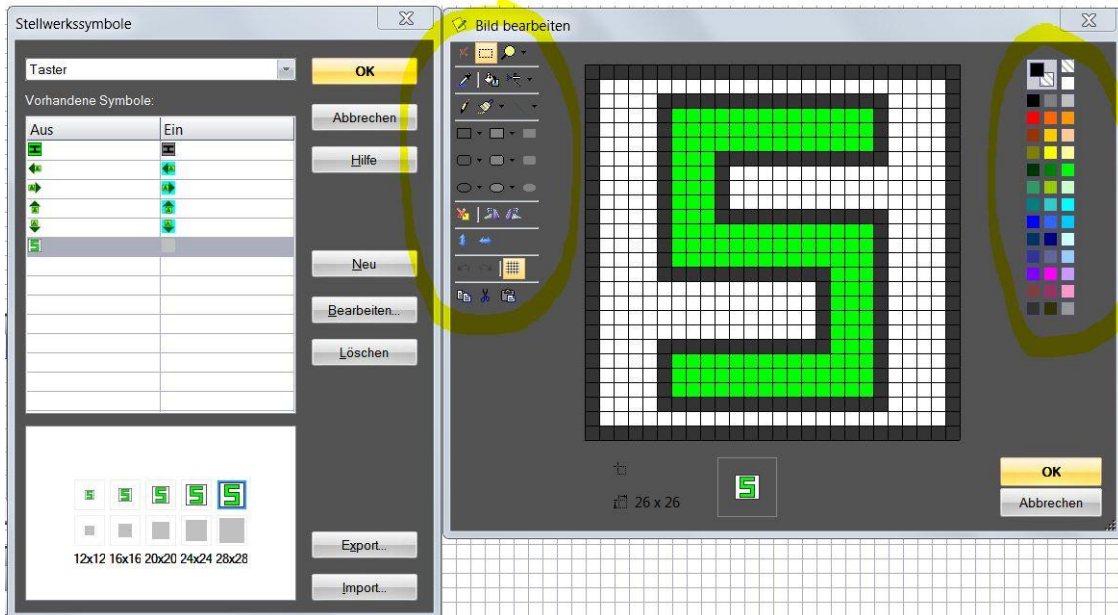 Stellwerkssymbole
Taster
OK
Vorhandene Symbole:
Abbrechen
Aus Ein
Hilfe
Neu
Bearbeiten...
Löschen
12x12 16x16 20x20 24x24 28x28
Export...
Import...
Bild bearbeiten
26 x 26
OK
Abbrechen